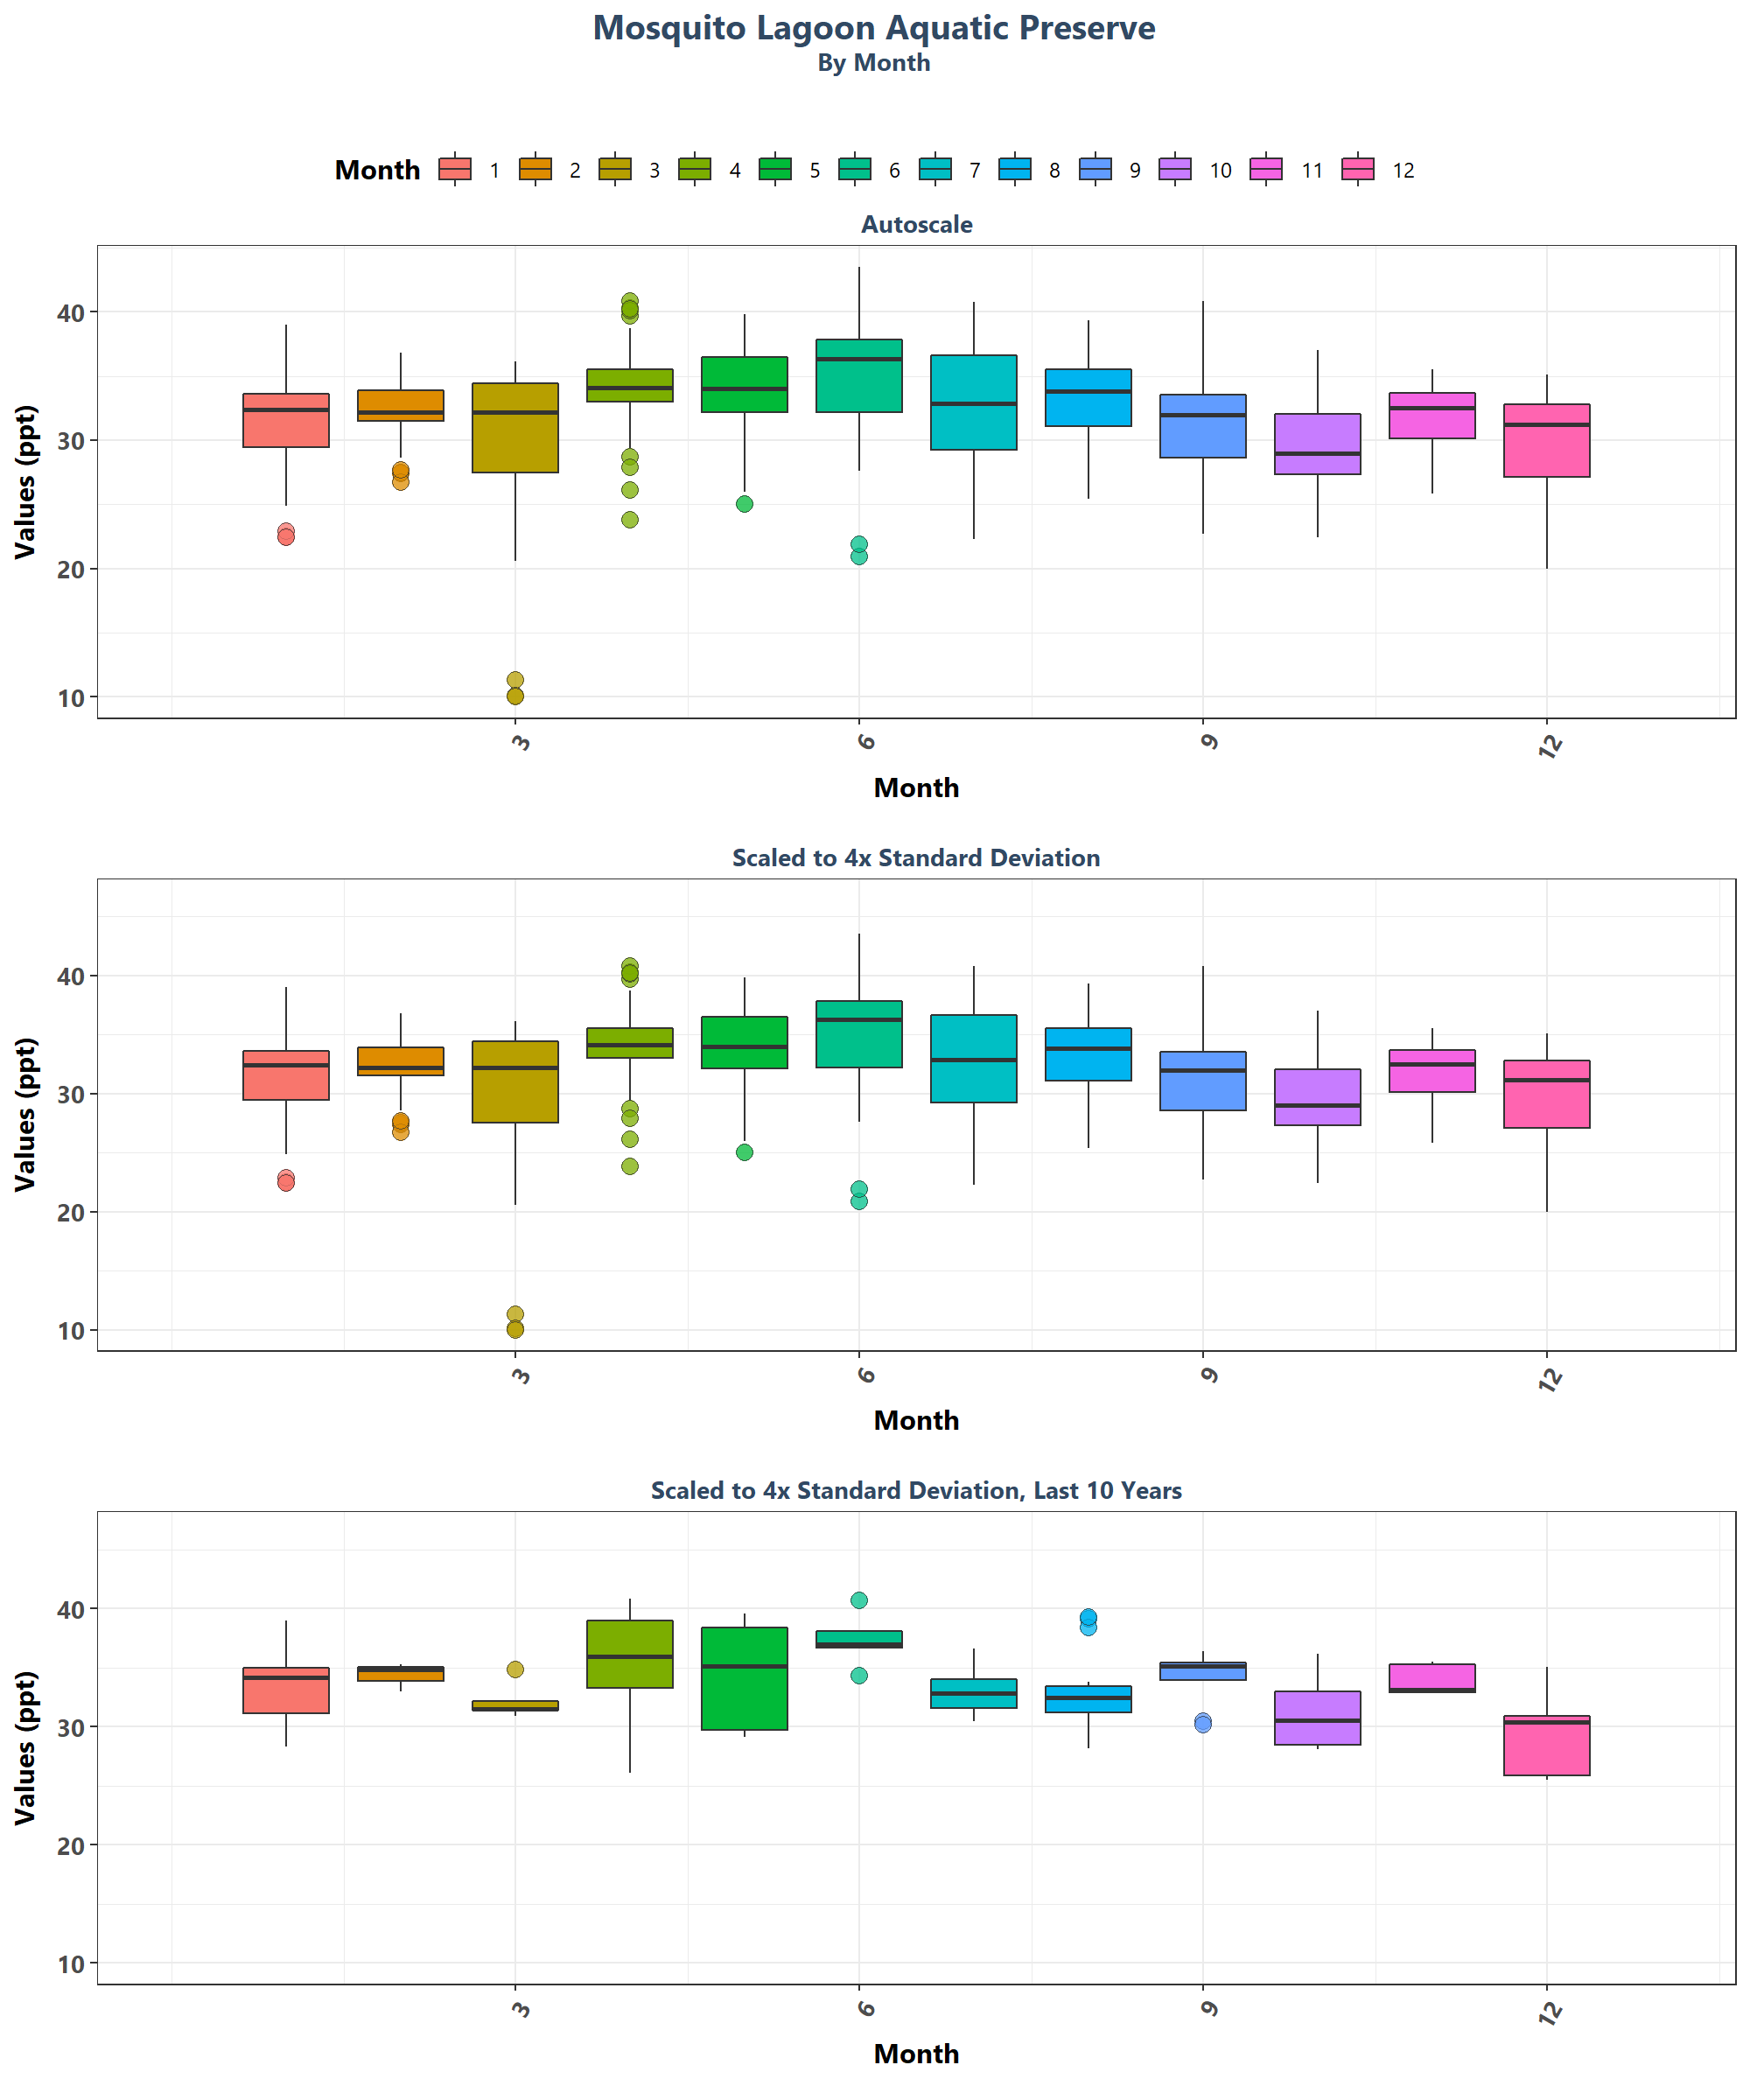 Mosquito Lagoon Aquatic Preserve
By Month
Month 1 2 3 4 5 6 7 8 9 10 11 12
Autoscale
Values (ppt)
40
30
20
10
3 6 9 12
Month
Scaled to 4x Standard Deviation
Values (ppt)
40
30
20
10
3 6 9 12
Month
Scaled to 4x Standard Deviation, Last 10 Years
Values (ppt)
40
30
20
10
3 6 9 12
Month